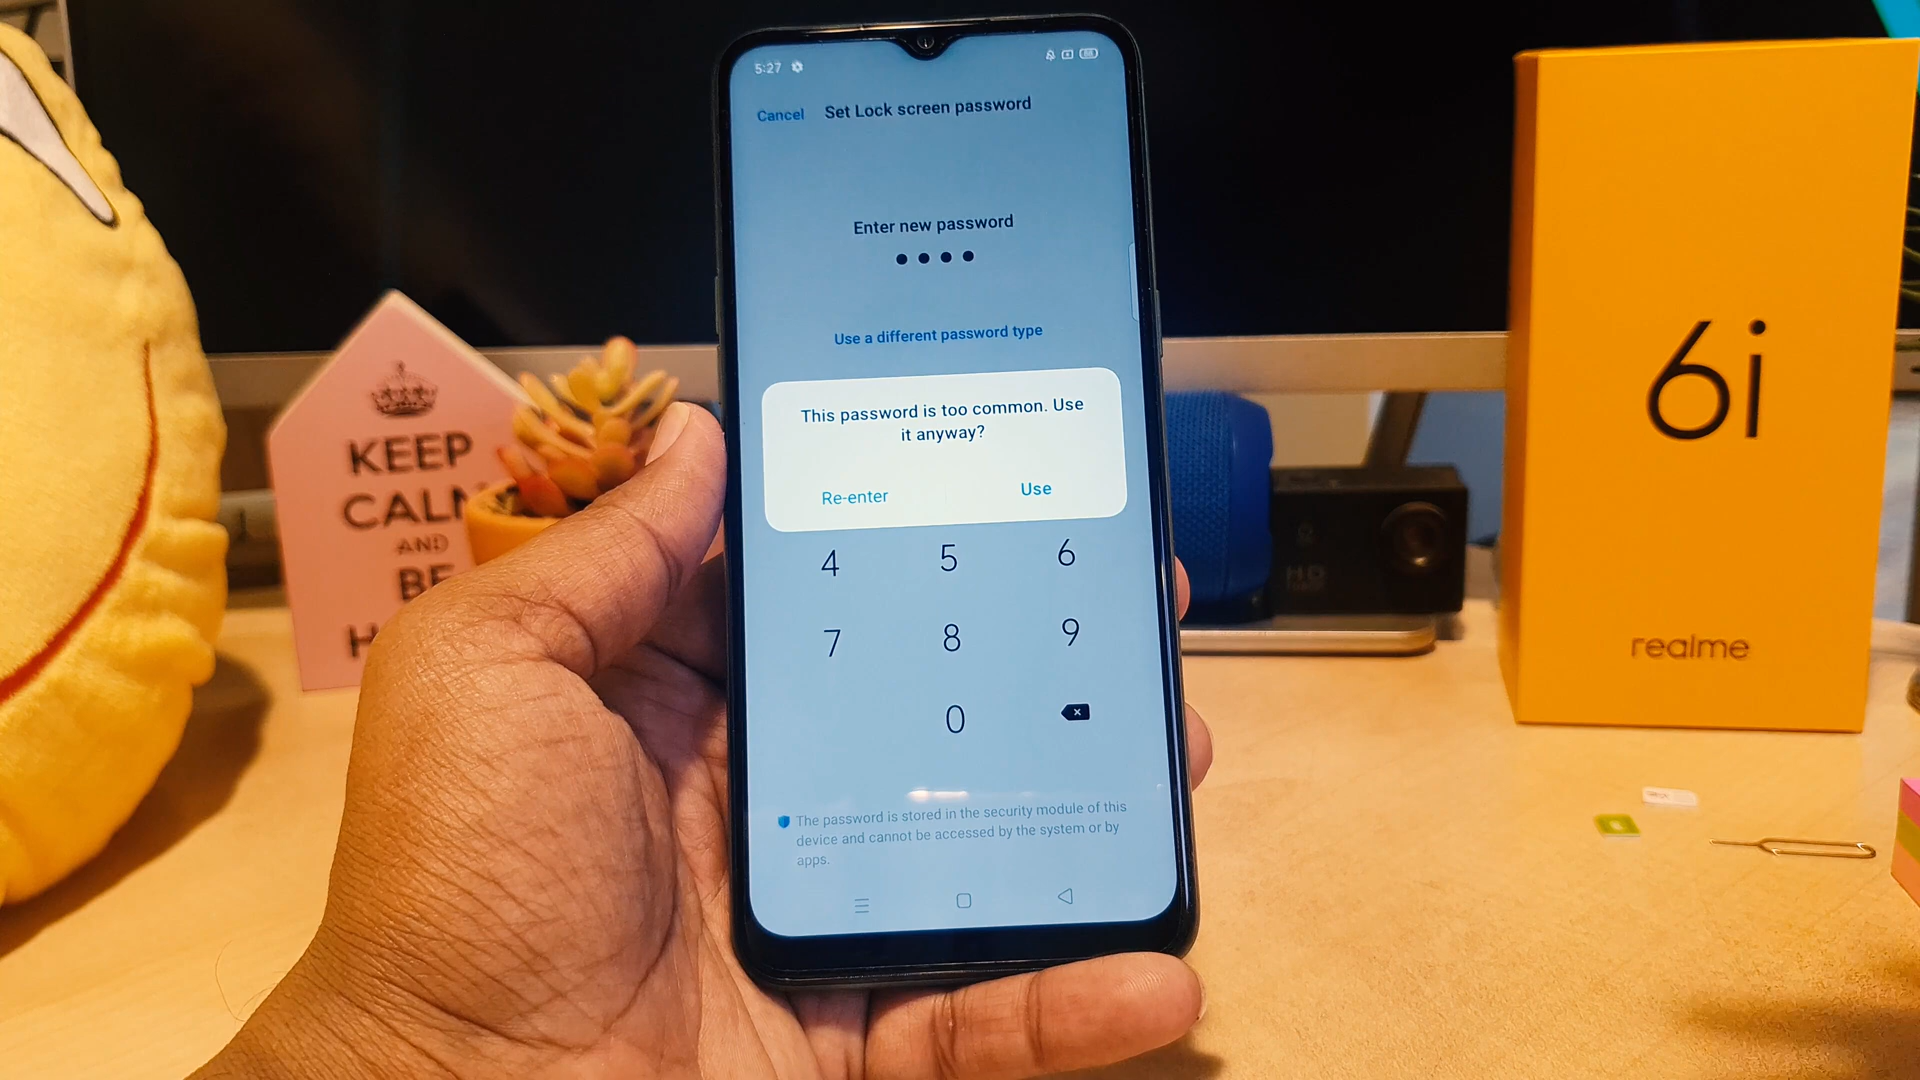 5:27
Cancel
Set Lock screen password
Enter new password
Use a different password type
This password is too common. Use
it anyway?
Re-enter
Use
4 5 6
7 8 9
0
The password is stored in the security module of this
device and cannot be accessed by the system or by
apps.
KEEP
CALM
AND
BE
6i
realme